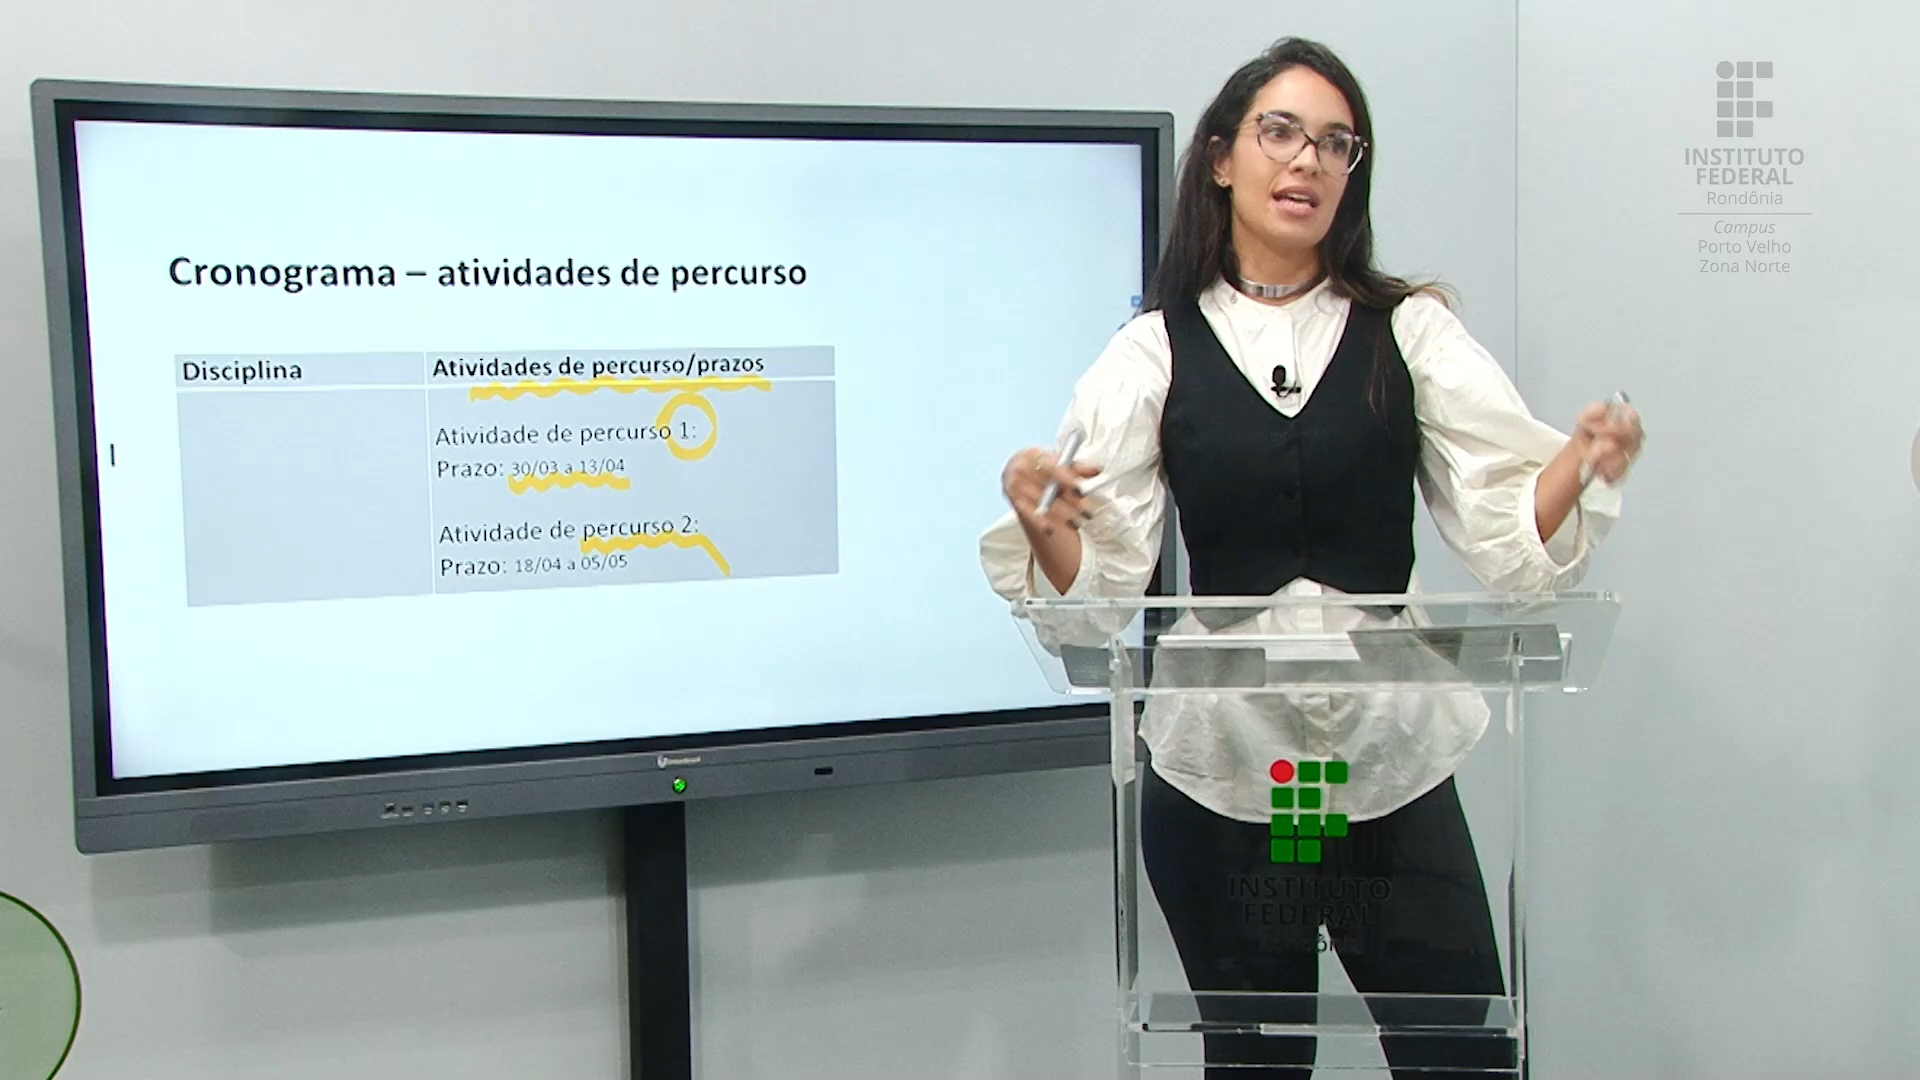 Cronograma – atividades de percurso
Disciplina
Atividades de percurso/prazos
Atividade de percurso 1:
Prazo: 30/03 a 13/04
Atividade de percurso 2:
Prazo: 18/04 a 05/05
INSTITUTO
FEDERAL
Rondônia
Campus
Porto Velho
Zona Norte
INSTITUTO
FEDERAL